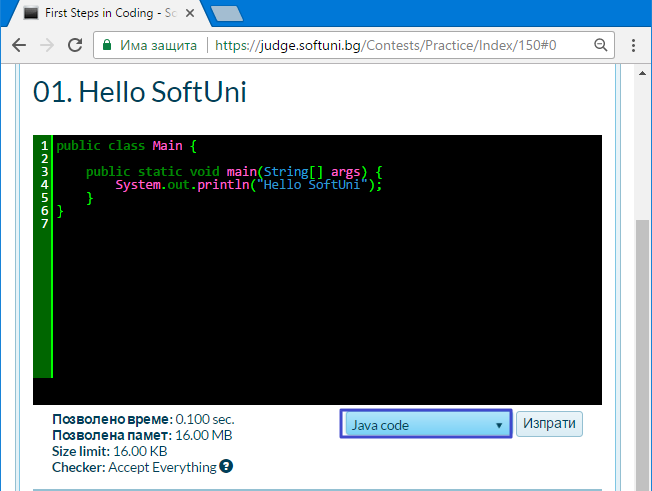 First Steps in Coding - So
Има защита
https://judge.softuni.bg/Contests/Practice/Index/150#0
01. Hello SoftUni
1 public class Main {
2
3 public static void main(String[] args) {
4 System.out.println("Hello SoftUni");
5 }
6 }
7
Позволено време: 0.100 sec.
Позволена памет: 16.00 MB
Size limit: 16.00 KB
Checker: Accept Everything ?
Java code
Изпрати